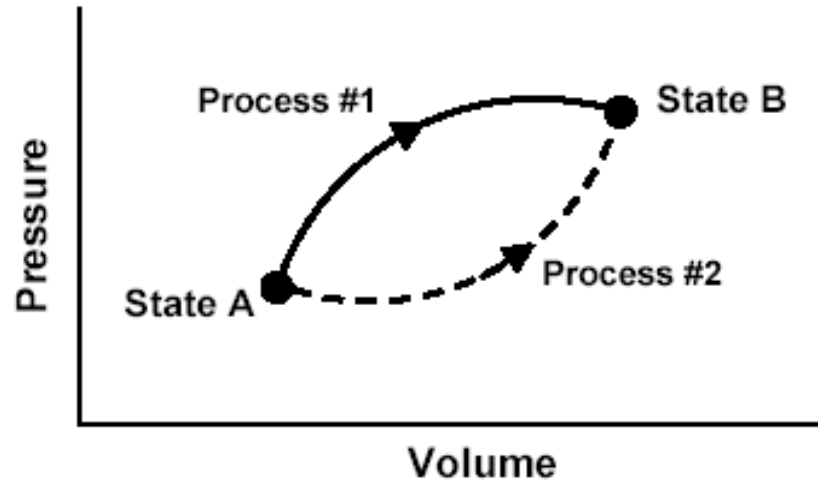 Process #1
State B
Pressure
State A
Process #2
Volume